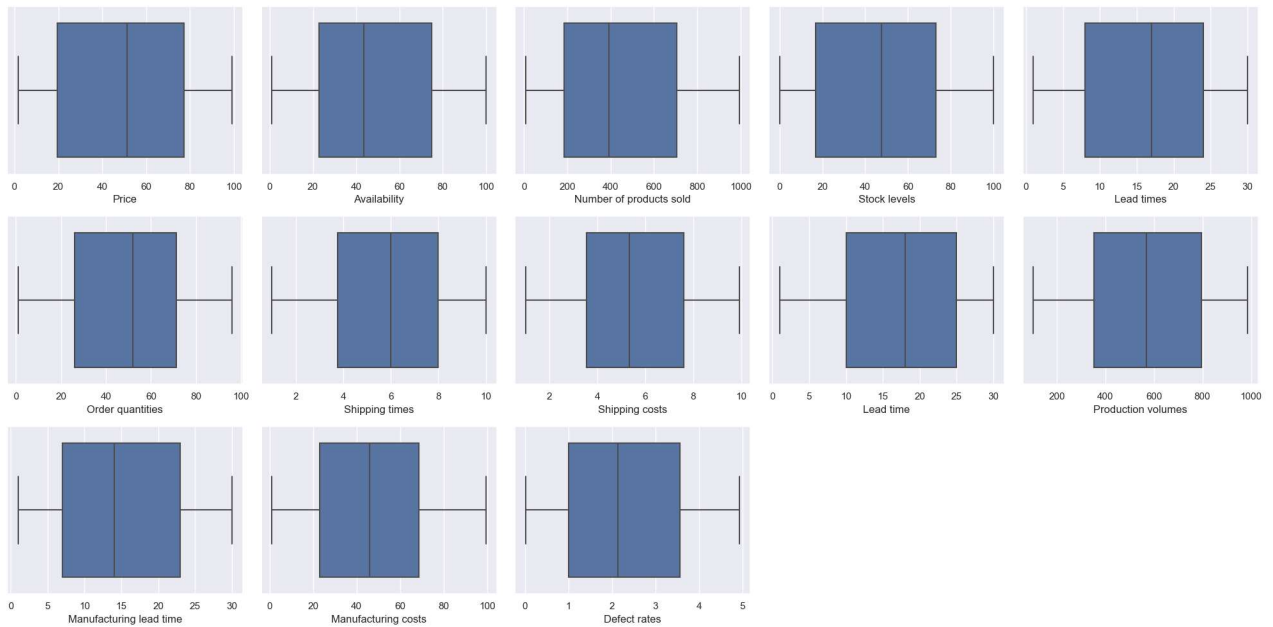 0 20 40 60 80 100
Price
0 20 40 60 80 100
Availability
0 200 400 600 800 1000
Number of products sold
0 20 40 60 80 100
Stock levels
0 5 10 15 20 25 30
Lead times
0 20 40 60 80 100
Order quantities
2 4 6 8 10
Shipping times
2 4 6 8 10
Shipping costs
0 5 10 15 20 25 30
Lead time
200 400 600 800 1000
Production volumes
0 5 10 15 20 25 30
Manufacturing lead time
0 20 40 60 80 100
Manufacturing costs
0 1 2 3 4 5
Defect rates